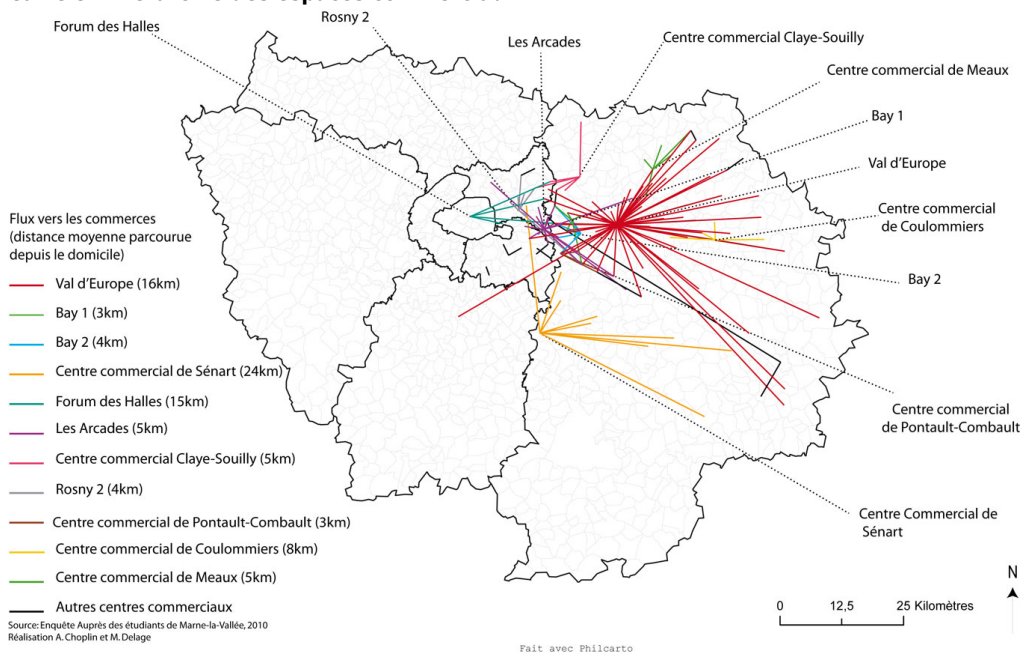 Forum des Halles
Rosny 2
Les Arcades
Centre commercial Claye-Souilly
Centre commercial de Meaux
Bay 1
Val d'Europe
Centre commercial
de Coulommiers
Bay 2
Centre commercial
de Pontault-Combault
Centre Commercial de
Sénart
Flux vers les commerces
(distance moyenne parcourue
depuis le domicile)
Val d'Europe (16km)
Bay 1 (3km)
Bay 2 (4km)
Centre commercial de Sénart (24km)
Forum des Halles (15km)
Les Arcades (5km)
Centre commercial Claye-Souilly (5km)
Rosny 2 (4km)
Centre commercial de Pontault-Combault (3km)
Centre commercial de Coulommiers (8km)
Centre commercial de Meaux (5km)
Autres centres commerciaux
Source: Enquête Auprès des étudiants de Marne-la-Vallée, 2010
Réalisation A. Choplin et M. Delage
N
0 12,5 25 Kilomètres
Fait avec Philcarto